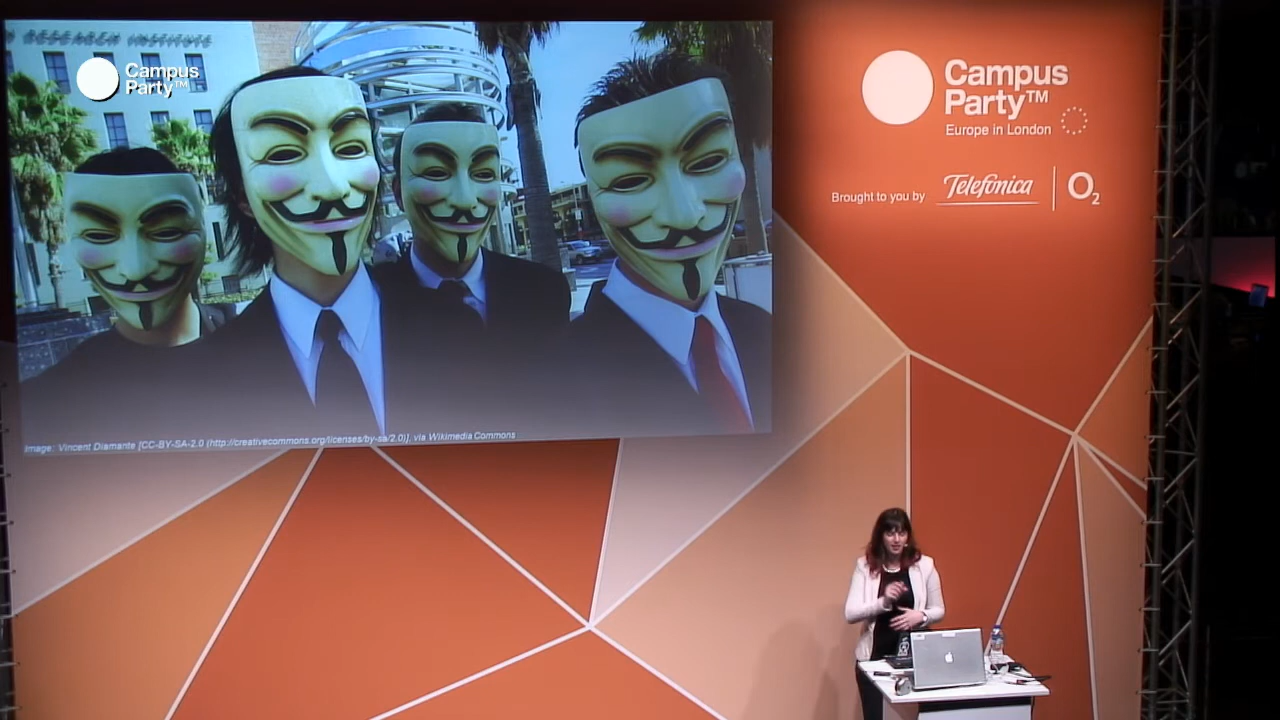 RESEARCH INSTITUTE
Campus
Party™
Campus
Party™
Europe in London
Brought to you by
Telefónica
O2
Image: Vincent Diamante [CC-BY-SA-2.0 (http://creativecommons.org/licenses/by-sa/2.0)], via Wikimedia Commons